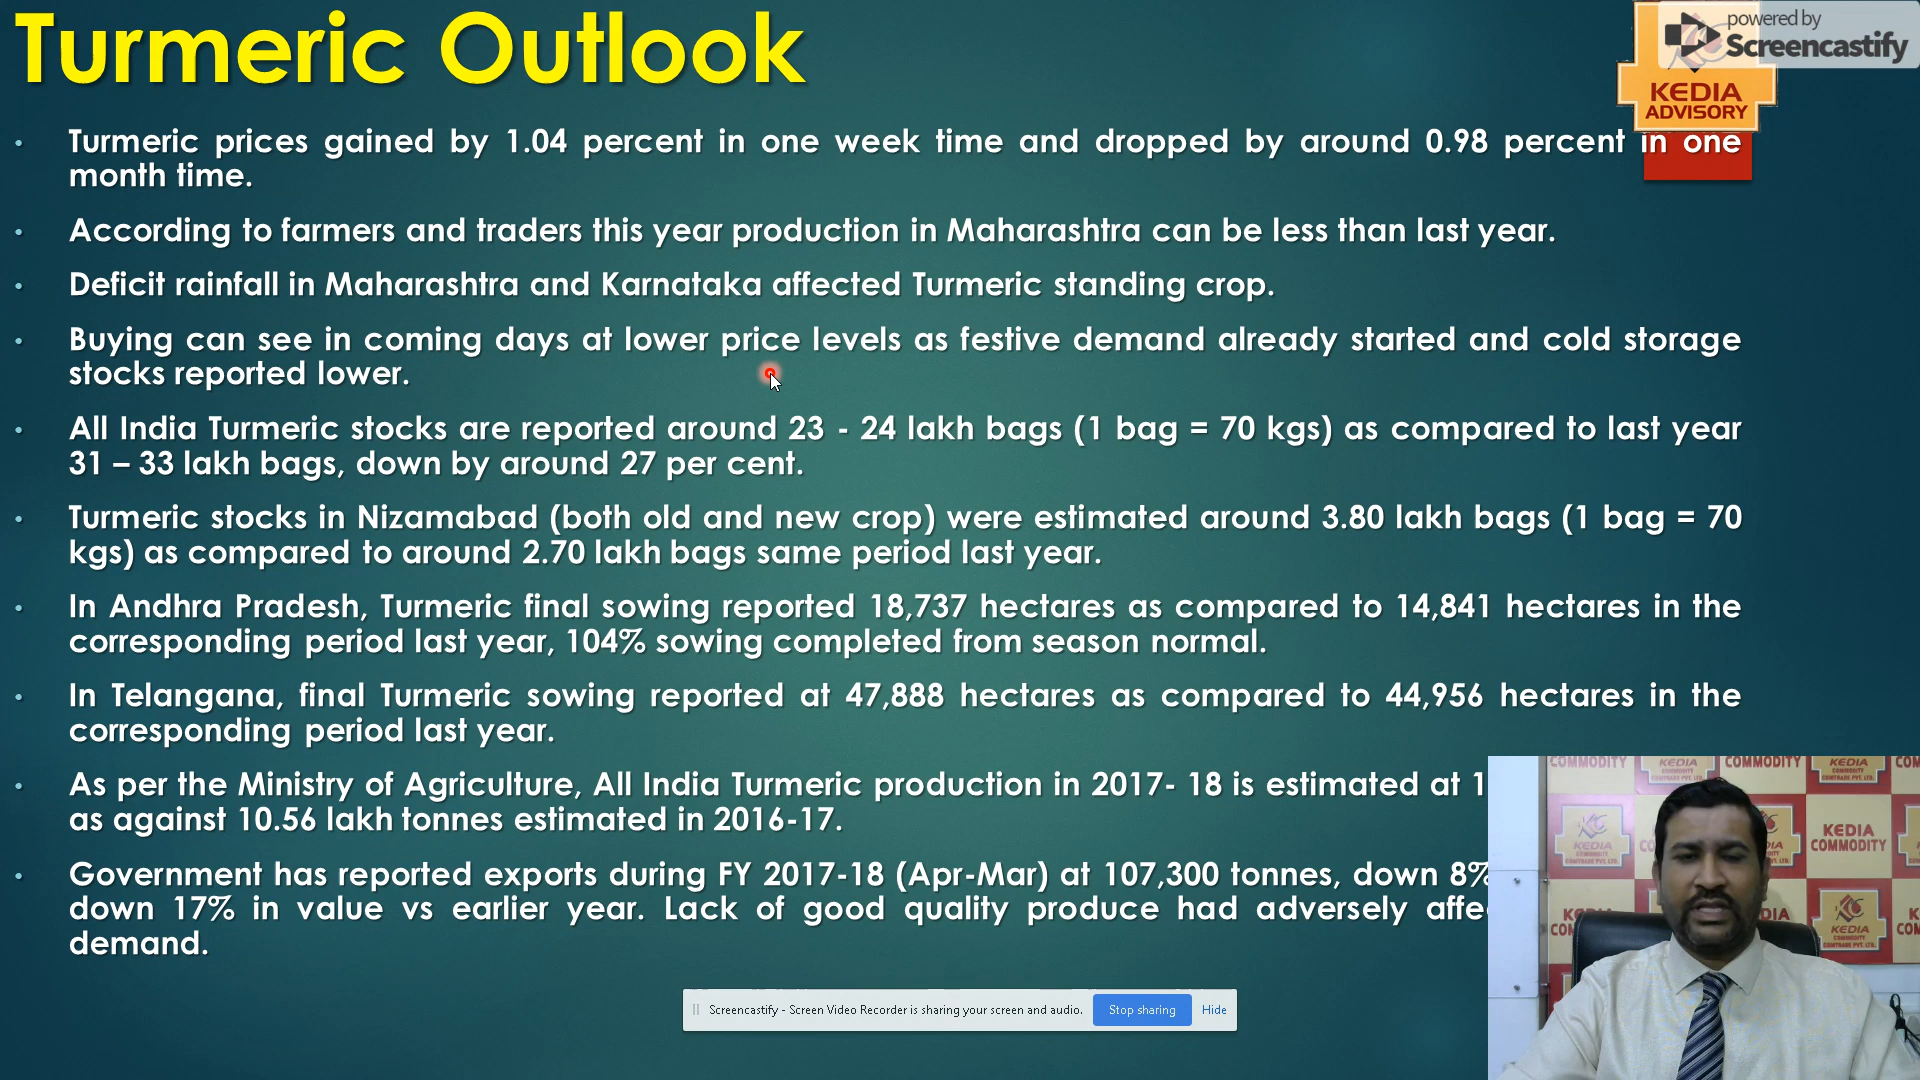 Turmeric Outlook
powered by
Screencastify
KEDIA
ADVISORY
• Turmeric prices gained by 1.04 percent in one week time and dropped by around 0.98 percent in one
month time.
• According to farmers and traders this year production in Maharashtra can be less than last year.
• Deficit rainfall in Maharashtra and Karnataka affected Turmeric standing crop.
• Buying can see in coming days at lower price levels as festive demand already started and cold storage
stocks reported lower.
• All India Turmeric stocks are reported around 23 - 24 lakh bags (1 bag = 70 kgs) as compared to last year
31 – 33 lakh bags, down by around 27 per cent.
• Turmeric stocks in Nizamabad (both old and new crop) were estimated around 3.80 lakh bags (1 bag = 70
kgs) as compared to around 2.70 lakh bags same period last year.
• In Andhra Pradesh, Turmeric final sowing reported 18,737 hectares as compared to 14,841 hectares in the
corresponding period last year, 104% sowing completed from season normal.
• In Telangana, final Turmeric sowing reported at 47,888 hectares as compared to 44,956 hectares in the
corresponding period last year.
• As per the Ministry of Agriculture, All India Turmeric production in 2017- 18 is estimated at 1
as against 10.56 lakh tonnes estimated in 2016-17.
• Government has reported exports during FY 2017-18 (Apr-Mar) at 107,300 tonnes, down 8%
down 17% in value vs earlier year. Lack of good quality produce had adversely
demand.
KEDIA
COMMODITY
KEDIA
COMMODITY
Screencastify - Screen Video Recorder is sharing your screen and audio.
Stop sharing
Hide